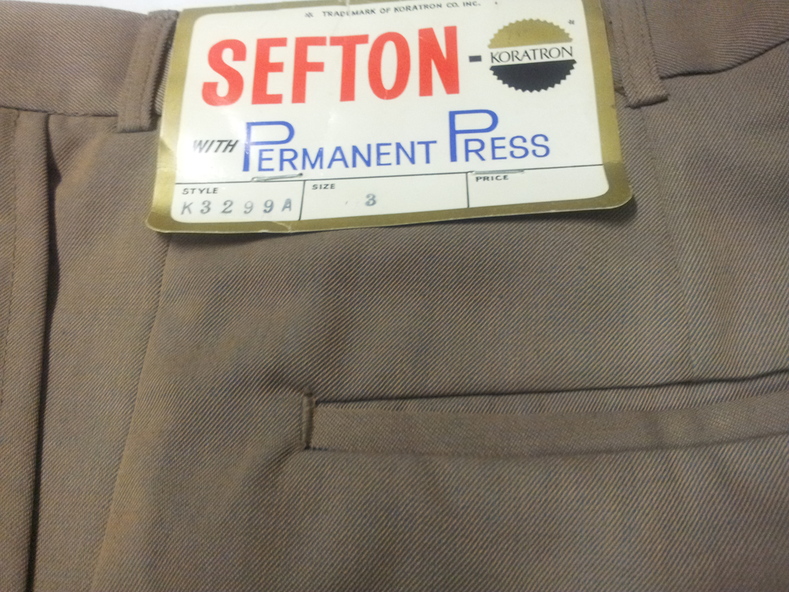 ® TRADEMARK OF KORATRON CO. INC.
SEFTON-KORATRON
WITH PERMANENT PRESS
STYLE SIZE PRICE
K3299A 3